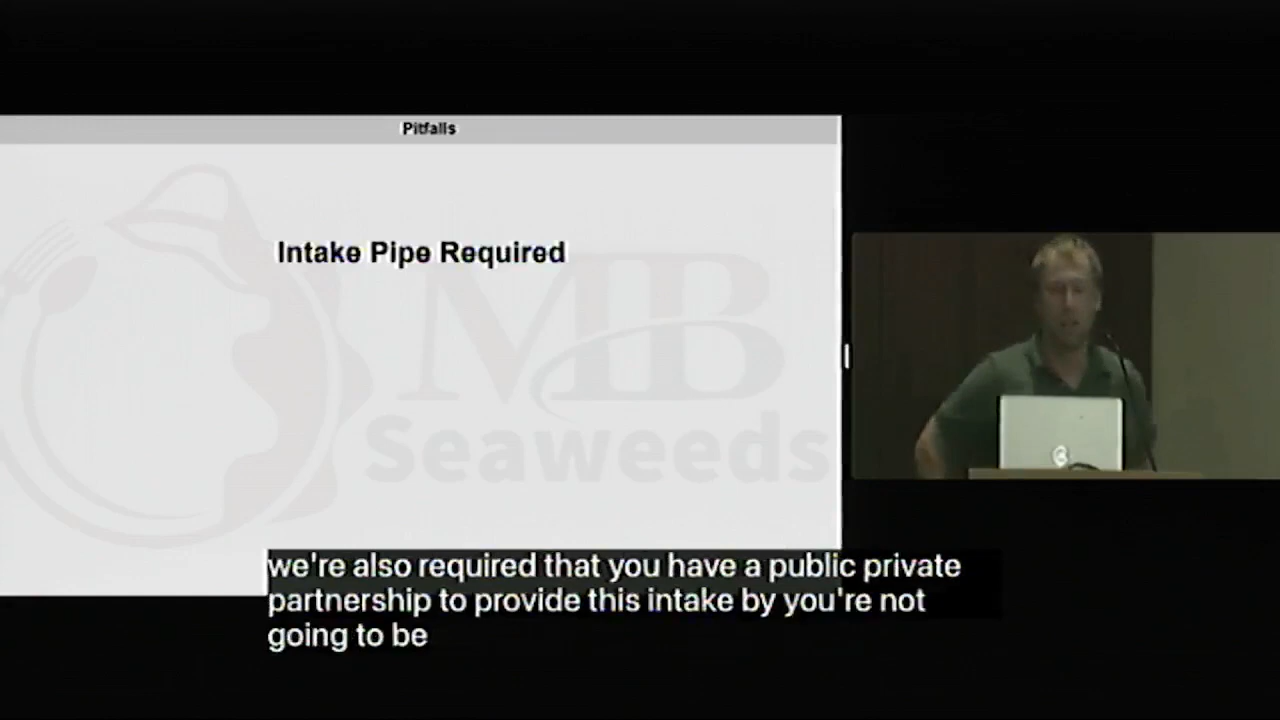 Pitfalls
Intake Pipe Required
MB
Seaweeds
we're also required that you have a public private
partnership to provide this intake by you're not
going to be